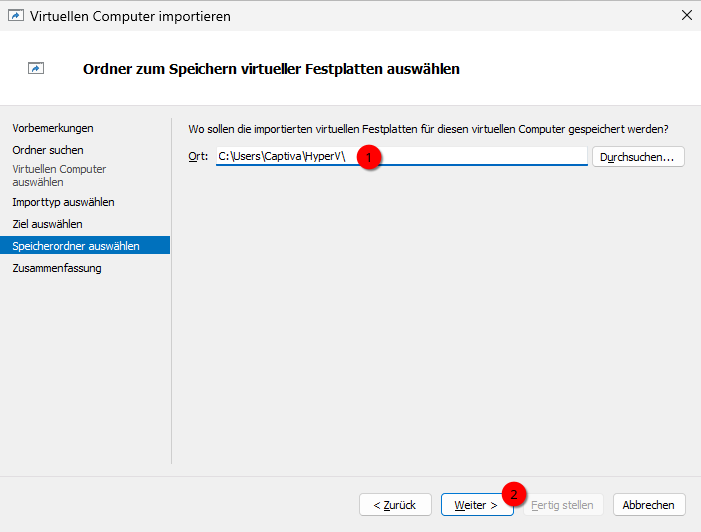 Virtuellen Computer importieren
Ordner zum Speichern virtueller Festplatten auswählen
Vorbemerkungen
Ordner suchen
Virtuellen Computer
auswählen
Importtyp auswählen
Ziel auswählen
Speicherordner auswählen
Zusammenfassung
Wo sollen die importierten virtuellen Festplatten für diesen virtuellen Computer gespeichert werden?
Ort: C:\Users\Captiva\HyperV\ 1 Durchsuchen...
< Zurück Weiter > 2 Fertig stellen Abbrechen